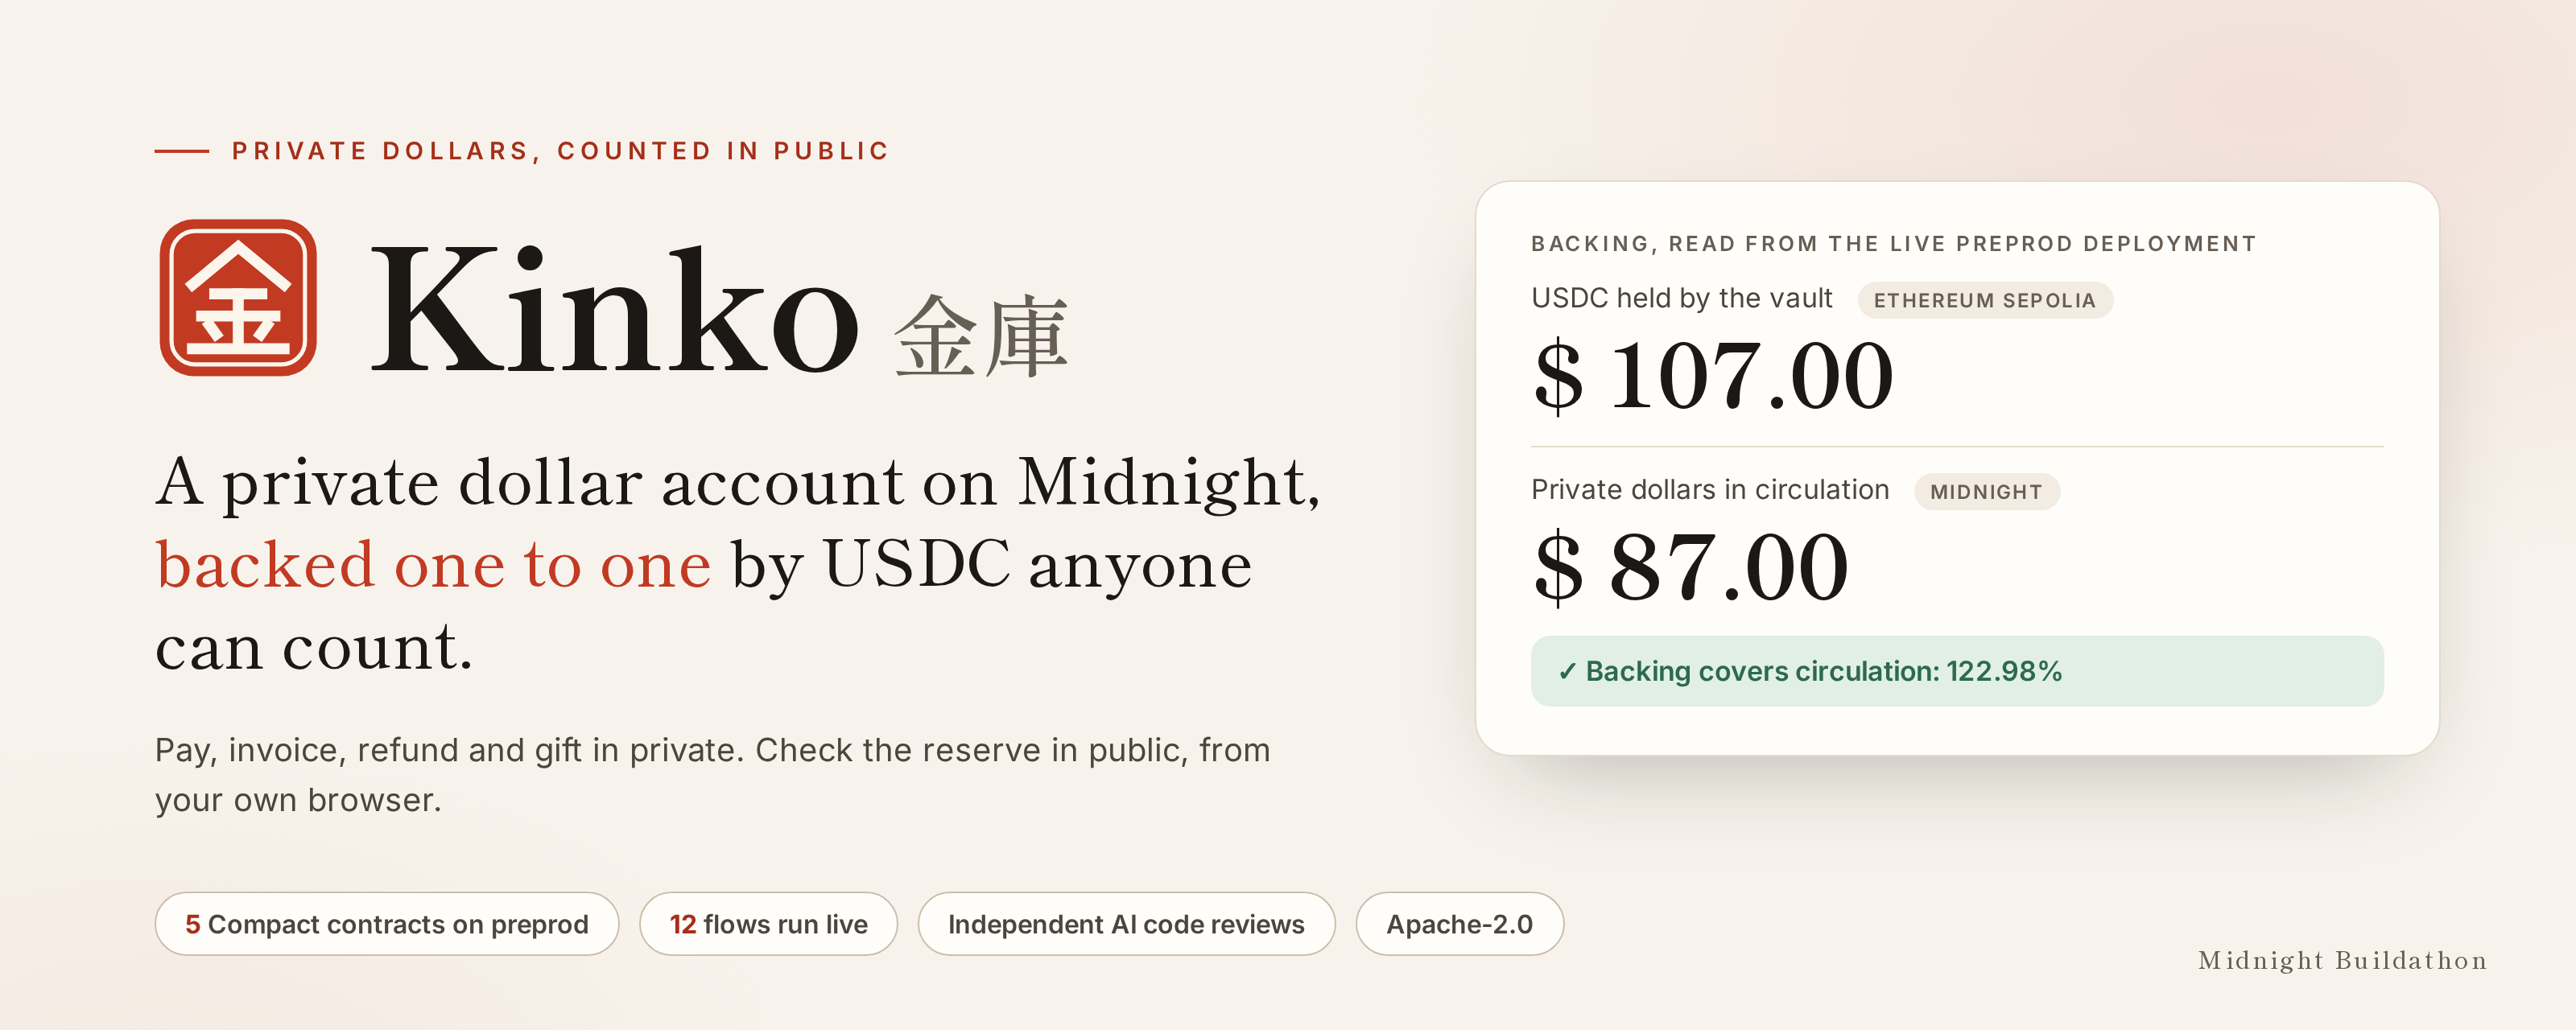 PRIVATE DOLLARS, COUNTED IN PUBLIC
金 Kinko 金庫
A private dollar account on Midnight,
backed one to one by USDC anyone
can count.
Pay, invoice, refund and gift in private. Check the reserve in public, from
your own browser.
5 Compact contracts on preprod
12 flows run live
Independent AI code reviews
Apache-2.0
BACKING, READ FROM THE LIVE PREPROD DEPLOYMENT
USDC held by the vault ETHEREUM SEPOLIA
$ 107.00
Private dollars in circulation MIDNIGHT
$ 87.00
✓ Backing covers circulation: 122.98%
Midnight Buildathon